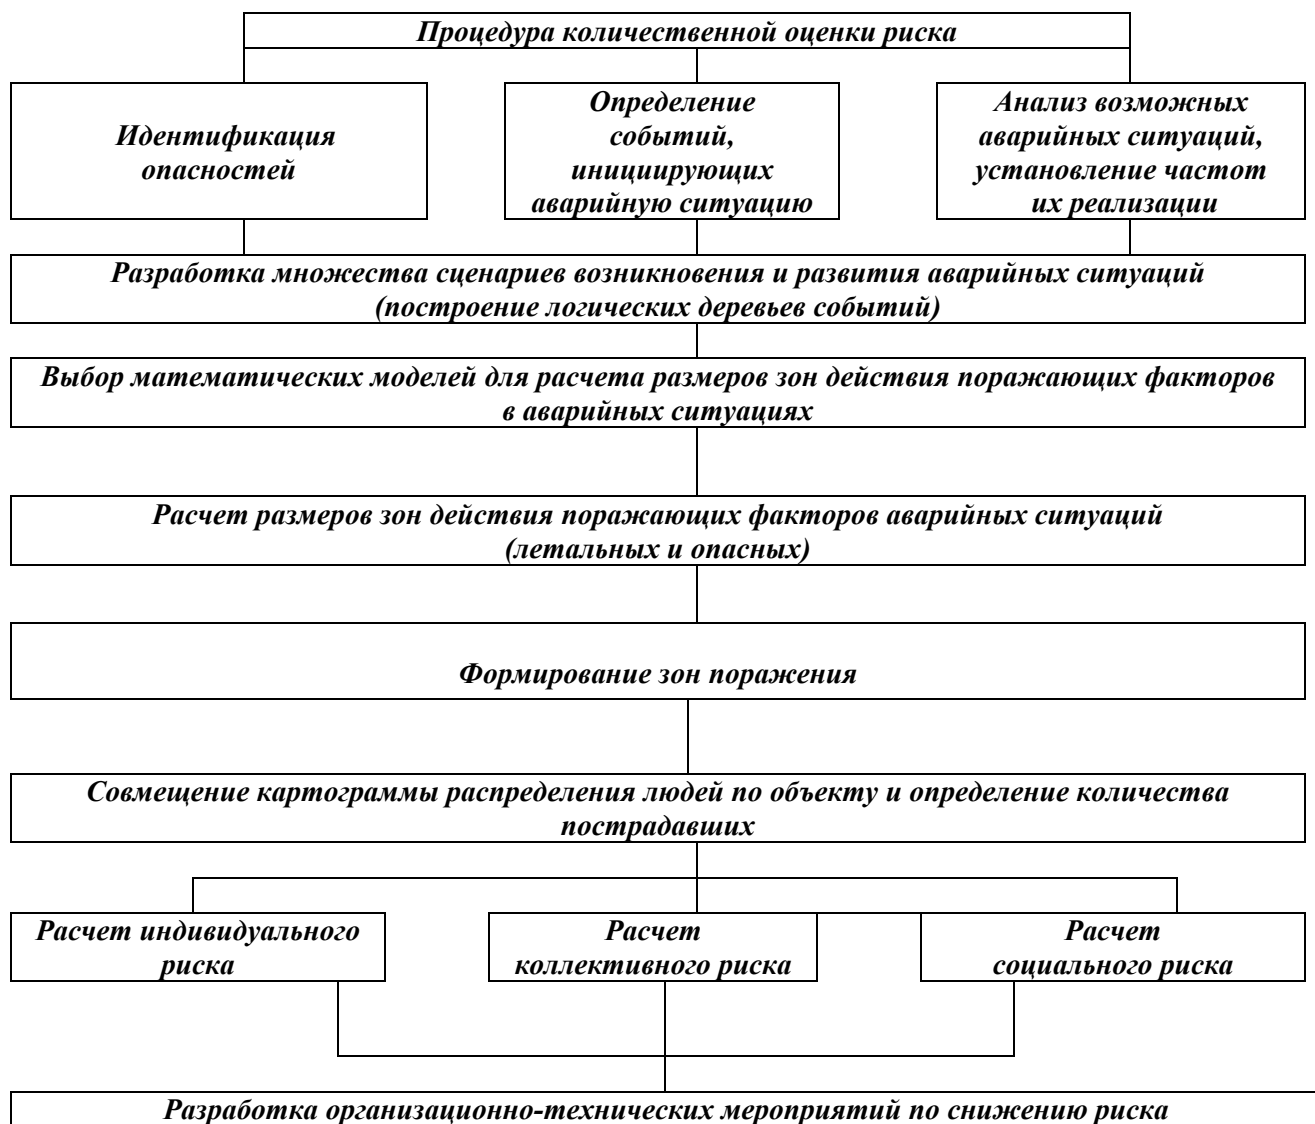 Процедура количественной оценки риска
Идентификация
опасностей
Определение
событий,
инициирующих
аварийную ситуацию
Анализ возможных
аварийных ситуаций,
установление частот
их реализации
Разработка множества сценариев возникновения и развития аварийных ситуаций
(построение логических деревьев событий)
Выбор математических моделей для расчета размеров зон действия поражающих факторов
в аварийных ситуациях
Расчет размеров зон действия поражающих факторов аварийных ситуаций
(летальных и опасных)
Формирование зон поражения
Совмещение картограммы распределения людей по объекту и определение количества
пострадавших
Расчет индивидуального
риска
Расчет
коллективного риска
Расчет
социального риска
Разработка организационно-технических мероприятий по снижению риска